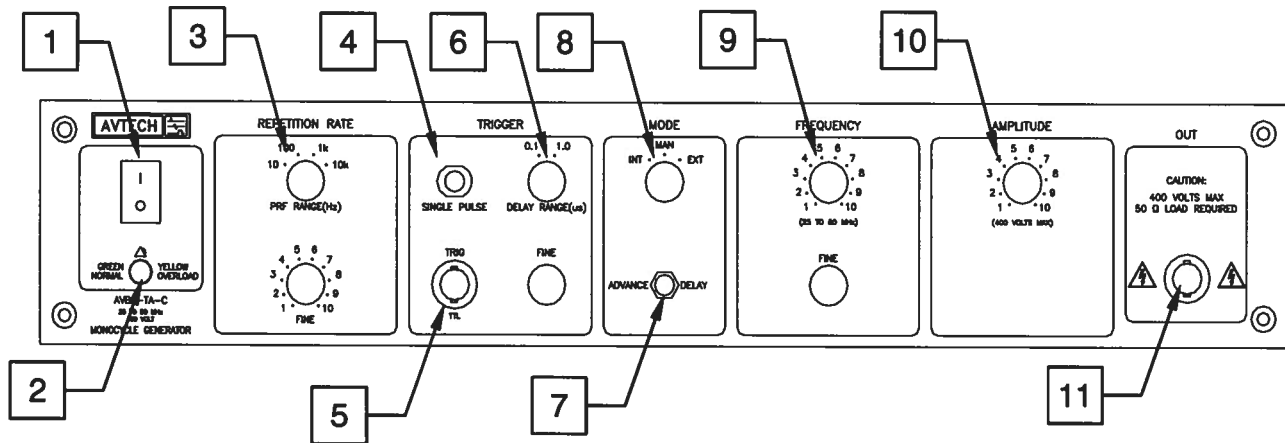 1
3
4
6
8
9
10
AVTECH
REPETITION RATE
TRIGGER
MODE
FREQUENCY
AMPLITUDE
OUT
I
O
GREEN NORMAL
YELLOW OVERLOAD
MONOCYCLE GENERATOR
10
100
1k
10k
PRF RANGE(Hz)
1
2
3
4
5
6
7
8
9
10
FINE
SINGLE PULSE
0.1
1.0
DELAY RANGE(us)
TRIG
TTL
FINE
INT
MAN
EXT
ADVANCE
DELAY
1
2
3
4
5
6
7
8
9
10
FINE
1
2
3
4
5
6
7
8
9
10
(400 VOLTS MAX)
CAUTION:
400 VOLTS MAX
50 Ω LOAD REQUIRED
2
5
7
11